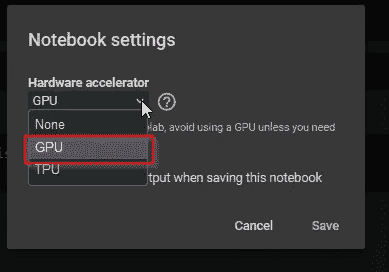 Notebook settings
Hardware accelerator
GPU
None
lab, avoid using a GPU unless you need
GPU
TPU
tput when saving this notebook
Cancel Save